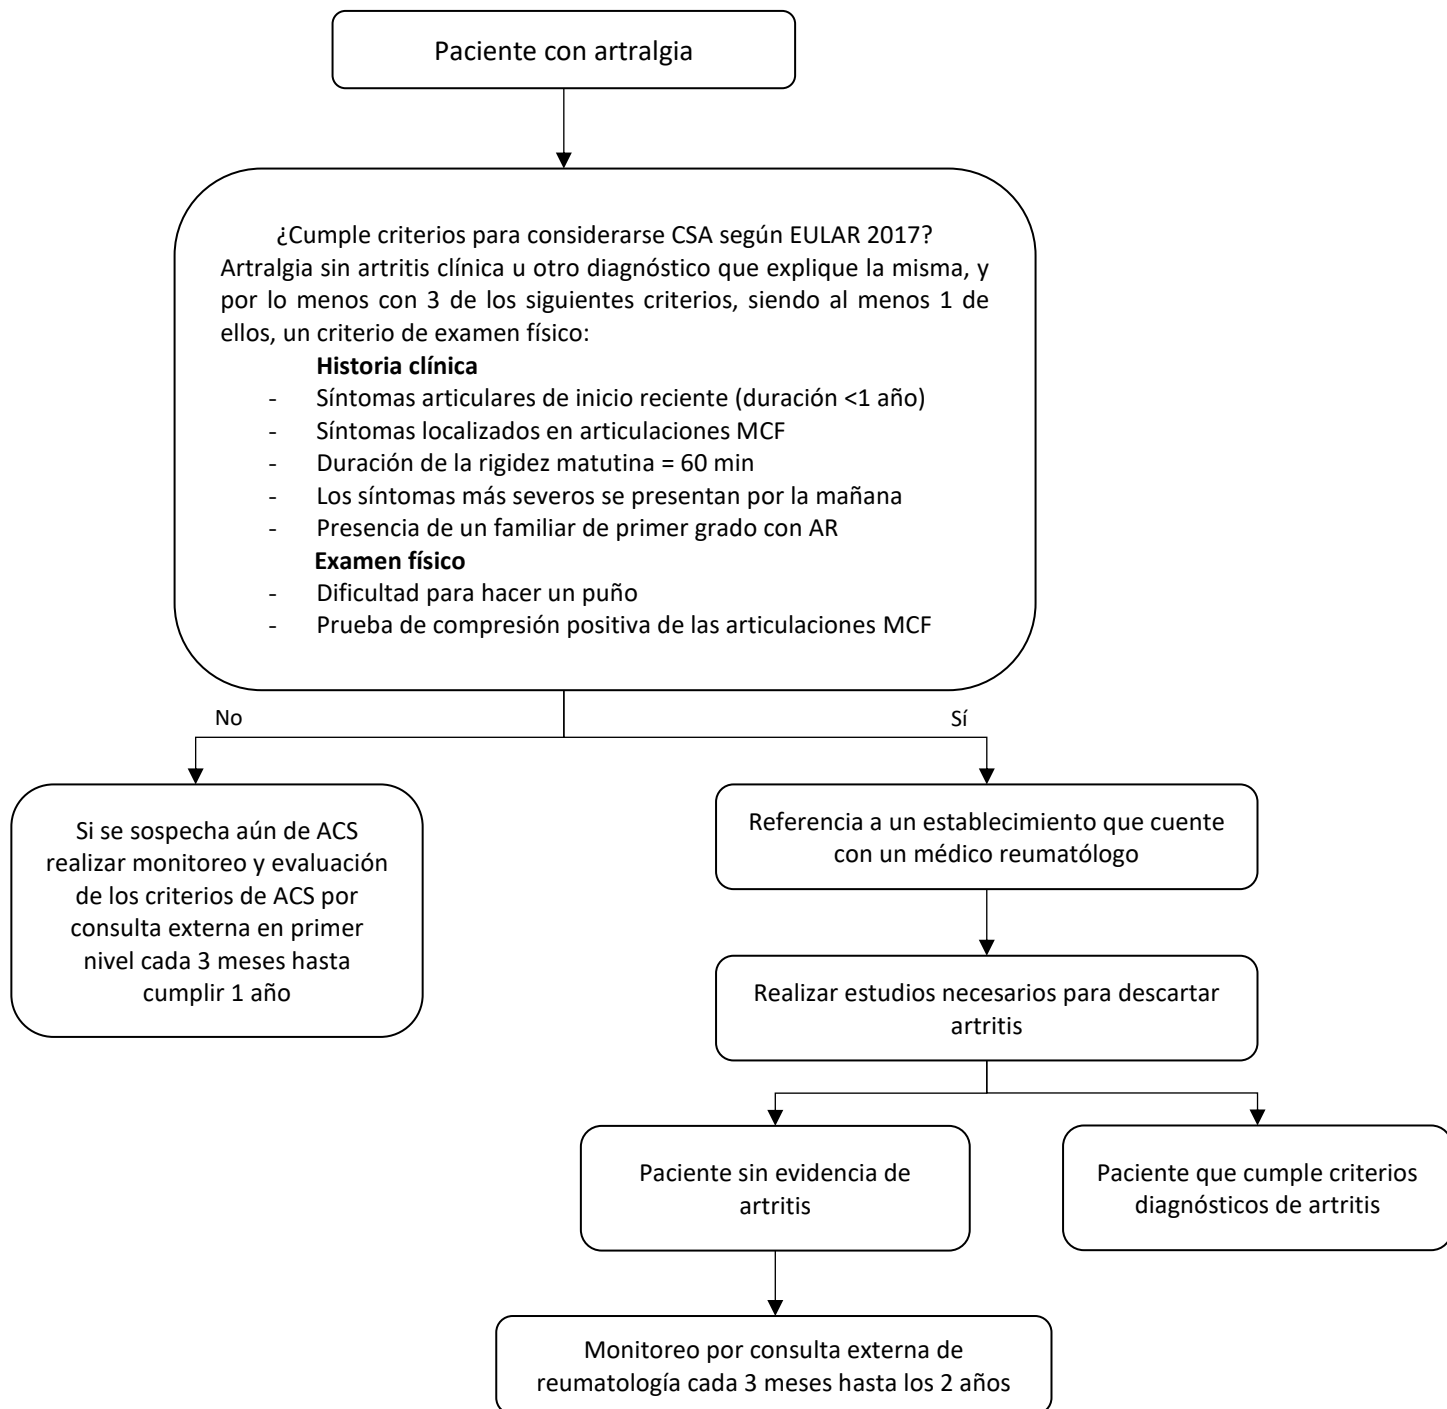 Paciente con artralgia
¿Cumple criterios para considerarse CSA según EULAR 2017?
Artralgia sin artritis clínica u otro diagnóstico que explique la misma, y
por lo menos con 3 de los siguientes criterios, siendo al menos 1 de
ellos, un criterio de examen físico:
Historia clínica
- Síntomas articulares de inicio reciente (duración <1 año)
- Síntomas localizados en articulaciones MCF
- Duración de la rigidez matutina = 60 min
- Los síntomas más severos se presentan por la mañana
- Presencia de un familiar de primer grado con AR
Examen físico
- Dificultad para hacer un puño
- Prueba de compresión positiva de las articulaciones MCF
No
Sí
Si se sospecha aún de ACS
realizar monitoreo y evaluación
de los criterios de ACS por
consulta externa en primer
nivel cada 3 meses hasta
cumplir 1 año
Referencia a un establecimiento que cuente
con un médico reumatólogo
Realizar estudios necesarios para descartar
artritis
Paciente sin evidencia de
artritis
Paciente que cumple criterios
diagnósticos de artritis
Monitoreo por consulta externa de
reumatología cada 3 meses hasta los 2 años